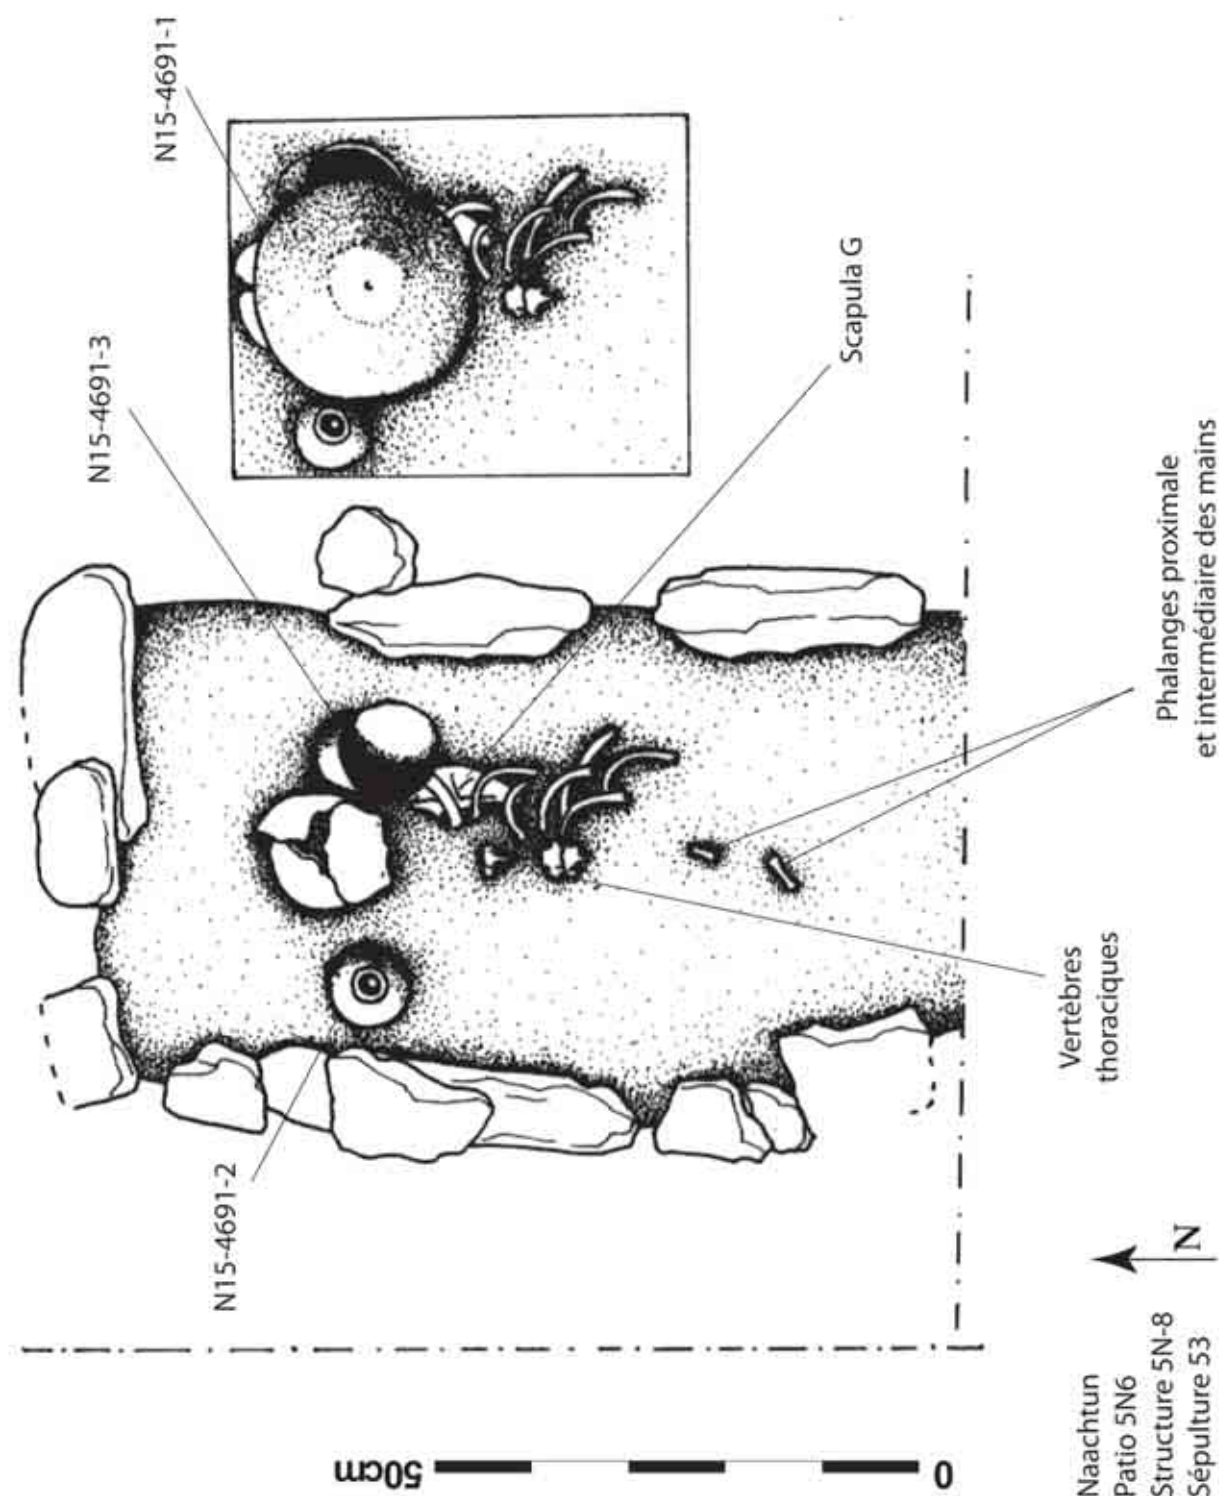 N15-4691-1
N15-4691-3
N15-4691-2
Scapula G
Phalanges proximale
et intermédiaire des mains
Vertèbres
thoraciques
N
Naachtun
Patio 5N6
Structure 5N-8
Sépulture 53
0
50cm